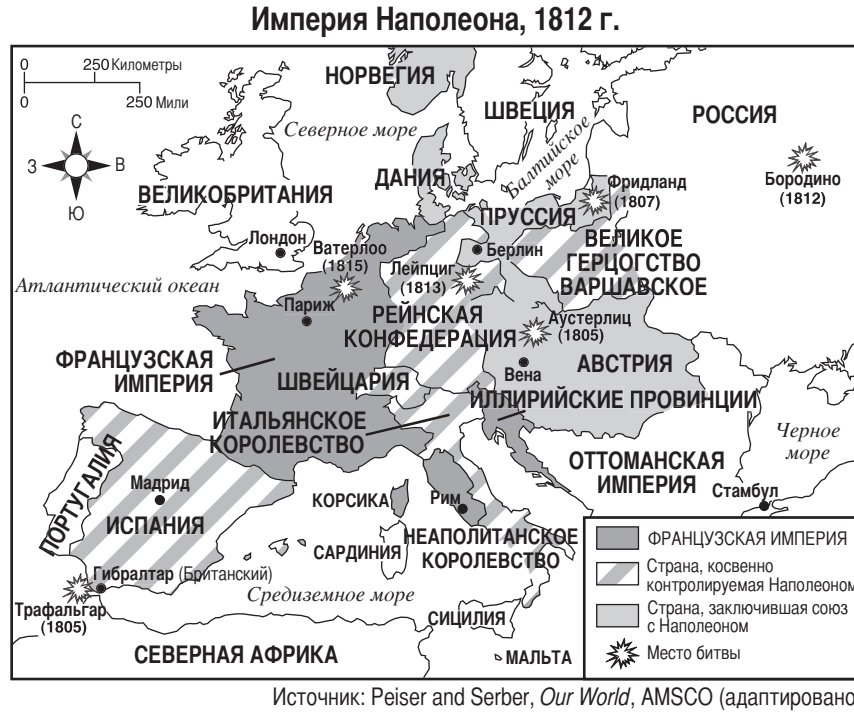 Империя Наполеона, 1812 г.
0 250 Километры
0 250 Мили
С
З В
Ю
НОРВЕГИЯ
ШВЕЦИЯ
РОССИЯ
Северное море
Балтийское
море
ДАНИЯ
ВЕЛИКОБРИТАНИЯ
Фридланд
(1807)
Бородино
(1812)
ПРУССИЯ
Лондон
Ватерлоо
(1815)
Берлин
Лейпциг
(1813)
ВЕЛИКОЕ
ГЕРЦОГСТВО
ВАРШАВСКОЕ
Атлантический океан
Париж
РЕЙНСКАЯ
КОНФЕДЕРАЦИЯ
Аустерлиц
(1805)
ФРАНЦУЗСКАЯ
ИМПЕРИЯ
ШВЕЙЦАРИЯ
Вена
АВСТРИЯ
ИЛЛИРИЙСКИЕ ПРОВИНЦИИ
ИТАЛЬЯНСКОЕ
КОРОЛЕВСТВО
Черное
море
ПОРТУГАЛИЯ
Мадрид
ИСПАНИЯ
КОРСИКА
Рим
ОТТОМАНСКАЯ
ИМПЕРИЯ
Стамбул
САРДИНИЯ
НЕАПОЛИТАНСКОЕ
КОРОЛЕВСТВО
Гибралтар (Британский)
Трафальгар
(1805)
Средиземное море
СИЦИЛИЯ
СЕВЕРНАЯ АФРИКА
МАЛЬТА
ФРАНЦУЗСКАЯ ИМПЕРИЯ
Страна, косвенно
контролируемая Наполеоном
Страна, заключившая союз
с Наполеоном
Место битвы
Источник: Peiser and Serber, Our World, AMSCO (адаптировано